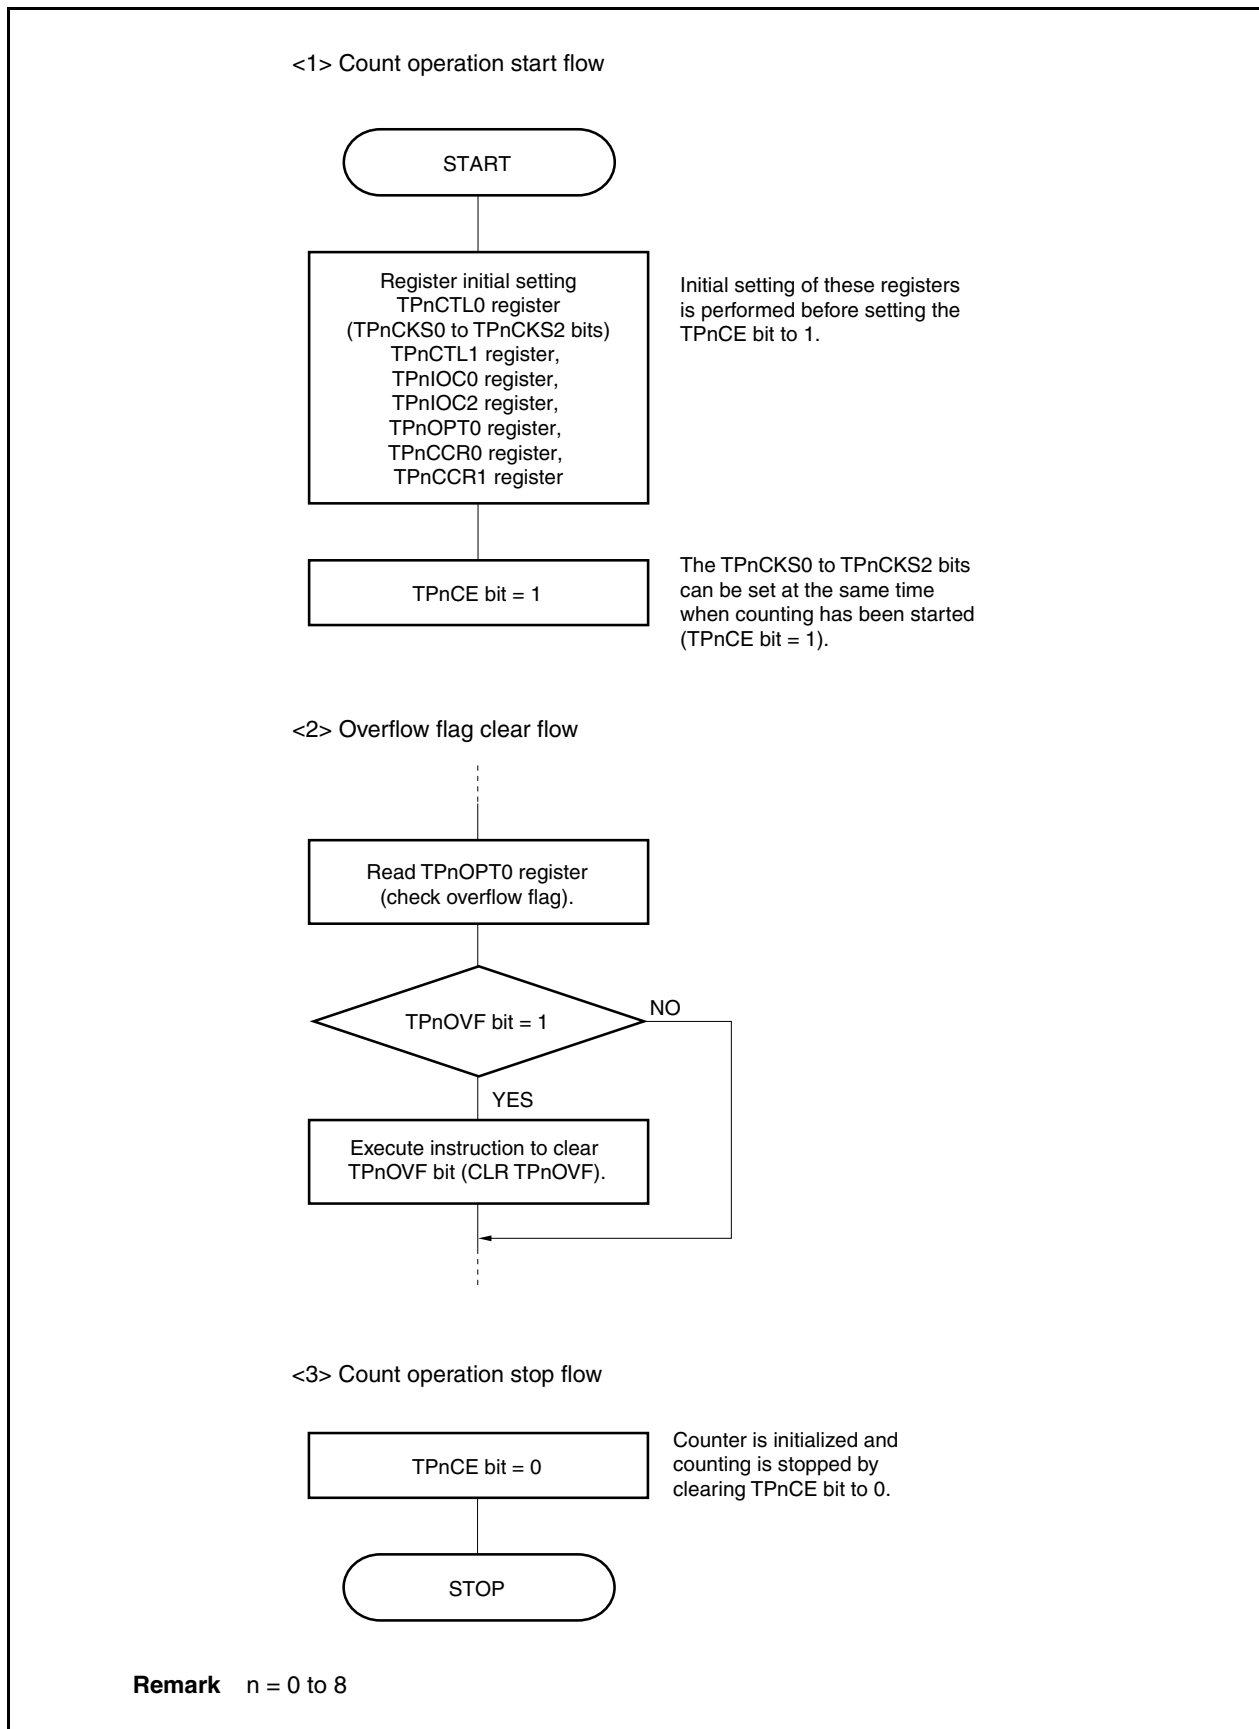 <1> Count operation start flow
START
Register initial setting
TPnCTL0 register
(TPnCKS0 to TPnCKS2 bits)
TPnCTL1 register,
TPnIOC0 register,
TPnIOC2 register,
TPnOPT0 register,
TPnCCR0 register,
TPnCCR1 register
Initial setting of these registers
is performed before setting the
TPnCE bit to 1.
TPnCE bit = 1
The TPnCKS0 to TPnCKS2 bits
can be set at the same time
when counting has been started
(TPnCE bit = 1).
<2> Overflow flag clear flow
Read TPnOPT0 register
(check overflow flag).
TPnOVF bit = 1
NO
YES
Execute instruction to clear
TPnOVF bit (CLR TPnOVF).
<3> Count operation stop flow
TPnCE bit = 0
Counter is initialized and
counting is stopped by
clearing TPnCE bit to 0.
STOP
Remark n = 0 to 8